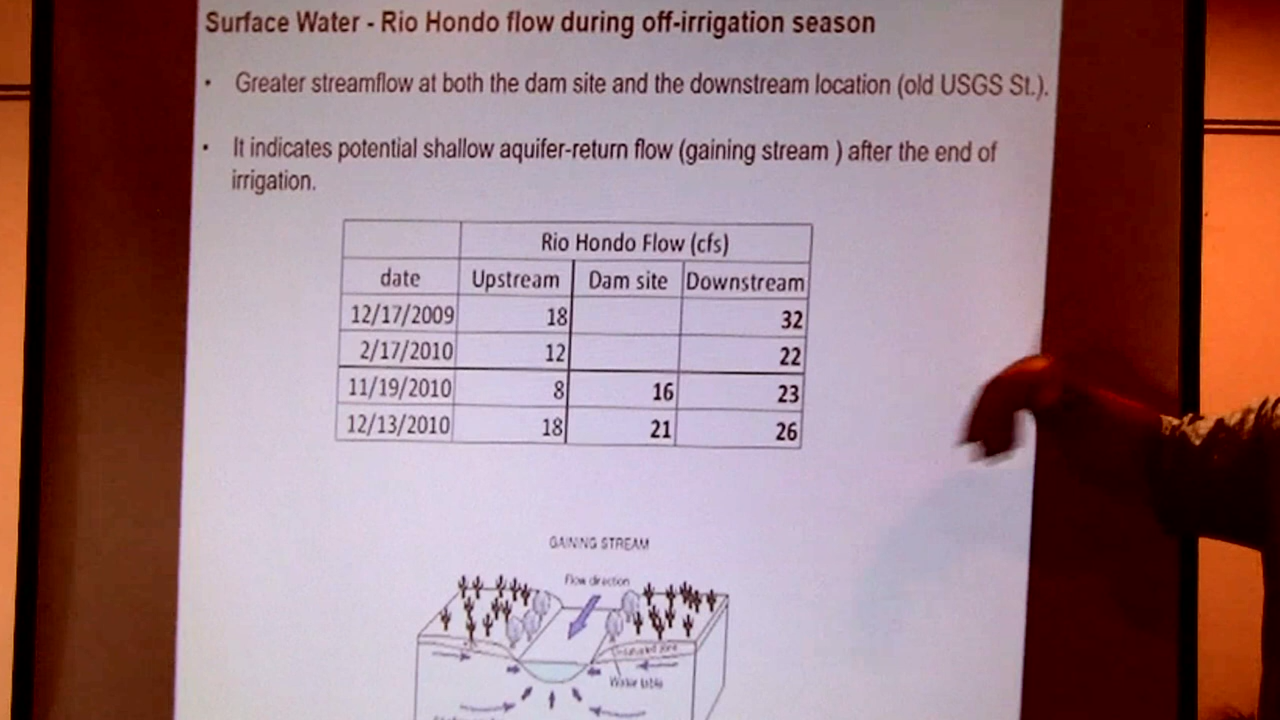 Surface Water - Rio Hondo flow during off-irrigation season
• Greater streamflow at both the dam site and the downstream location (old USGS St.).
• It indicates potential shallow aquifer-return flow (gaining stream ) after the end of
irrigation.
Rio Hondo Flow (cfs)
date Upstream Dam site Downstream
12/17/2009 18 32
2/17/2010 12 22
11/19/2010 8 16 23
12/13/2010 18 21 26
GAINING STREAM
Flow direction
Water table